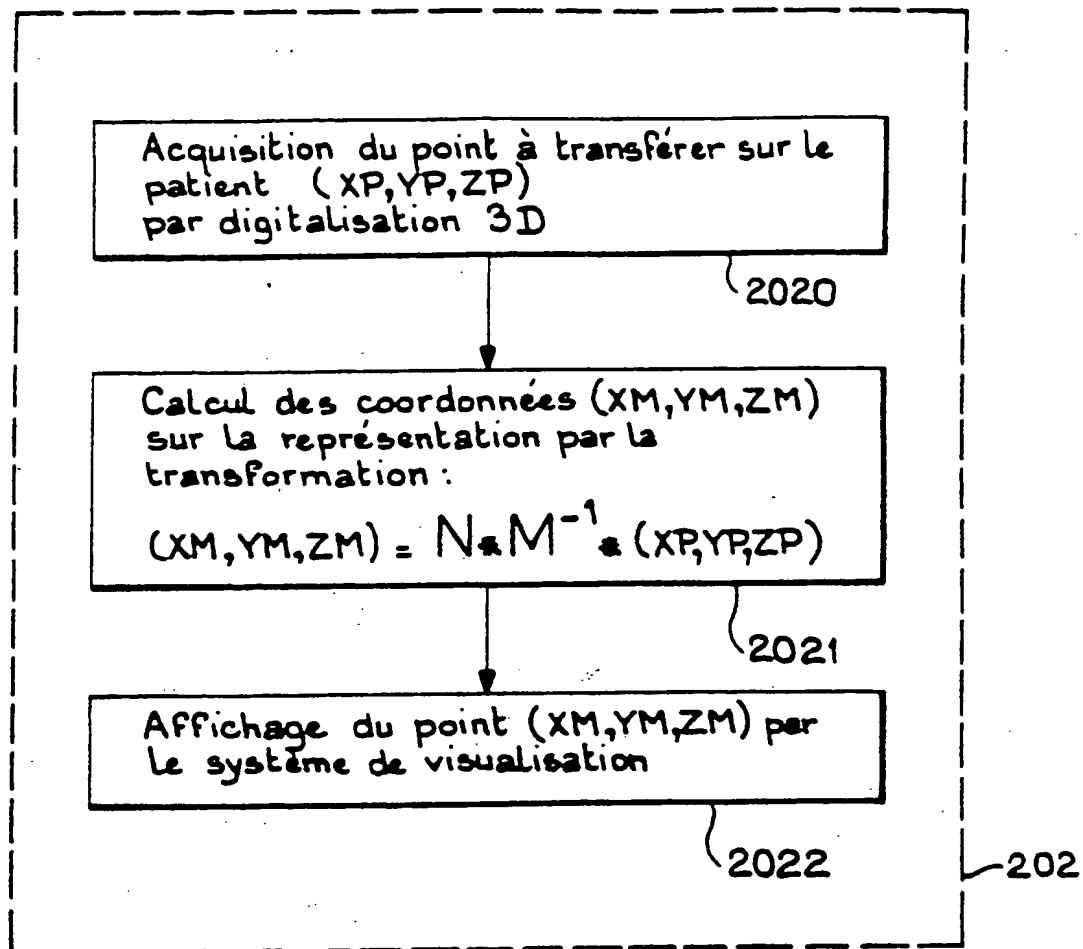 Acquisition du point à transférer sur le
patient (XP,YP,ZP)
par digitalisation 3D
2020
Calcul des coordonnées (XM,YM,ZM)
sur la représentation par la
transformation :
(XM,YM,ZM) = N*M⁻¹* (XP,YP,ZP)
2021
Affichage du point (XM,YM,ZM) par
le système de visualisation
2022
202